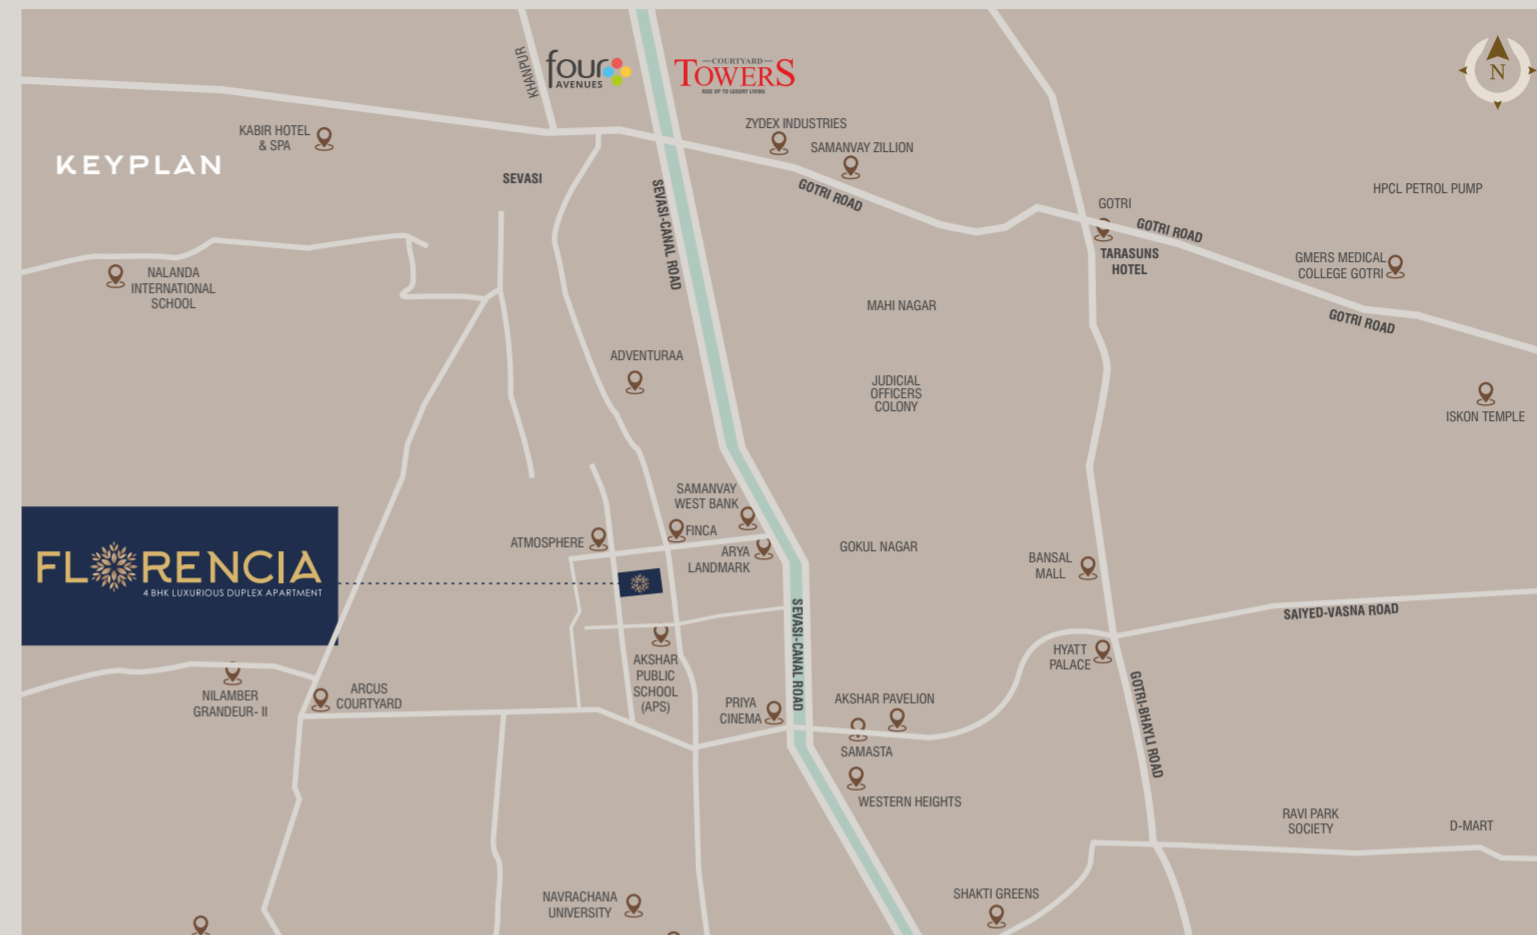 KHANPUR
four
AVENUES
COURTYARD
TOWERS
RISE UP TO LUXURY LIVING
N
KABIR HOTEL
& SPA
KEYPLAN
SEVASI
ZYDEX INDUSTRIES
SAMANVAY ZILLION
GOTRI ROAD
SEVASI-CANAL ROAD
HPCL PETROL PUMP
GOTRI
GOTRI ROAD
TARASUNS
HOTEL
GMERS MEDICAL
COLLEGE GOTRI
GOTRI ROAD
NALANDA
INTERNATIONAL
SCHOOL
MAHI NAGAR
ADVENTURAA
JUDICIAL
OFFICERS
COLONY
ISKON TEMPLE
SAMANVAY
WEST BANK
FINCA
ATMOSPHERE
ARYA
LANDMARK
GOKUL NAGAR
BANSAL
MALL
FLORENCIA
4 BHK LUXURIOUS DUPLEX APARTMENT
SEVASI-CANAL ROAD
SAIYED-VASNA ROAD
HYATT
PALACE
AKSHAR
PUBLIC
SCHOOL
(APS)
NILAMBER
GRANDEUR- II
ARCUS
COURTYARD
PRIYA
CINEMA
AKSHAR PAVELION
SAMASTA
GOTRI-BHAYLI ROAD
WESTERN HEIGHTS
RAVI PARK
SOCIETY
D-MART
NAVRACHANA
UNIVERSITY
SHAKTI GREENS